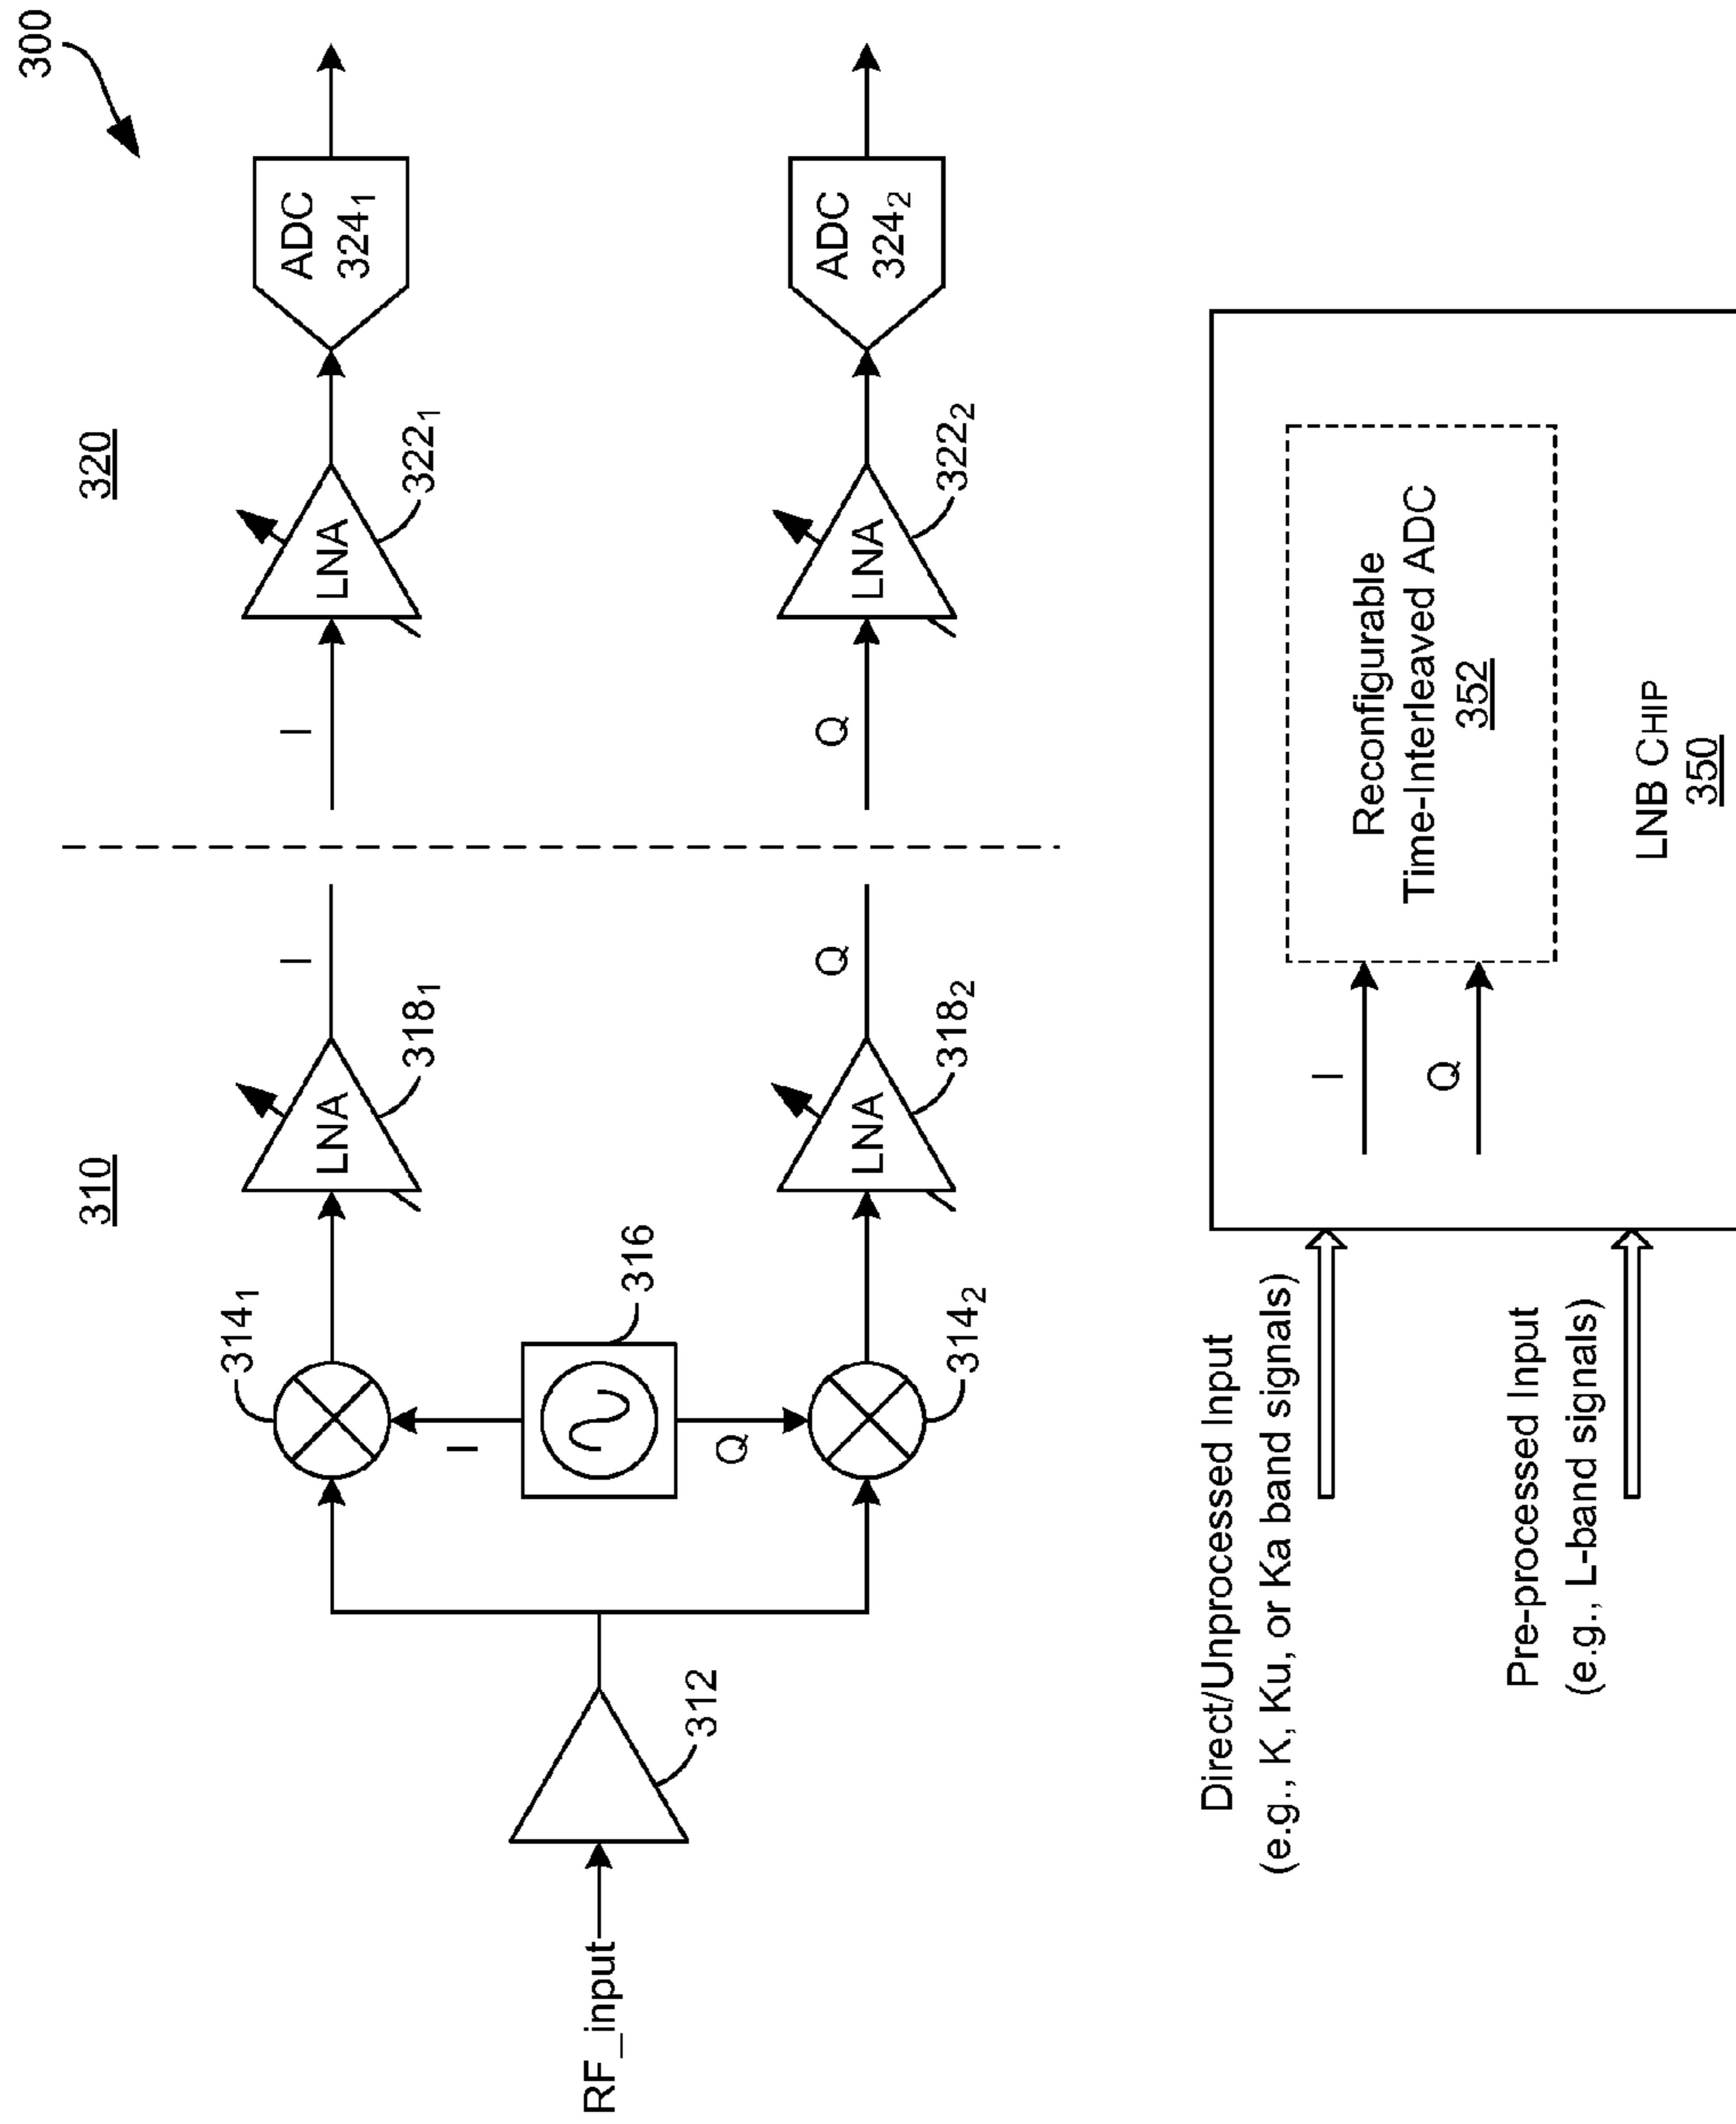 300
310
320
RF_input
312
314₁
I
316
Q
314₂
LNA
318₁
LNA
318₂
I
Q
I
Q
LNA
322₁
LNA
322₂
ADC
324₁
ADC
324₂
Direct/Unprocessed Input
(e.g., K, Ku, or Ka band signals)
Pre-processed Input
(e.g., L-band signals)
I
Q
Reconfigurable
Time-Interleaved ADC
352
LNB CHIP
350